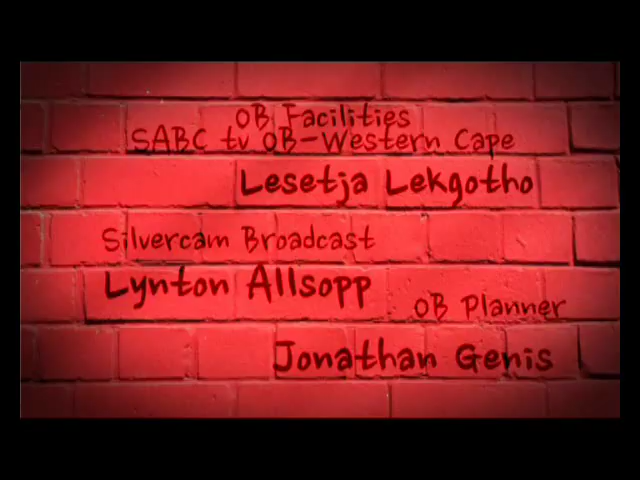 OB Facilities
SABC tv OB-Western Cape
Lesetja Lekgotho
Silvercam Broadcast
Lynton Allsopp
OB Planner
Jonathan Genis